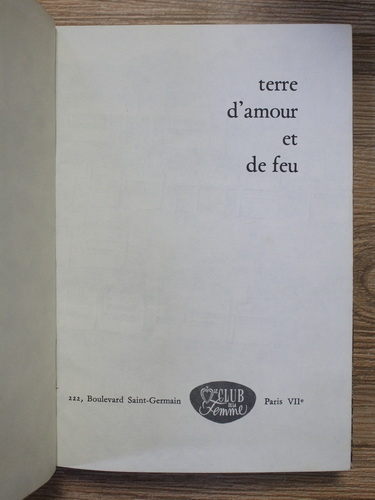 terre
d'amour
et
de feu
222, Boulevard Saint-Germain
CLUB
Femme
Paris VIIe